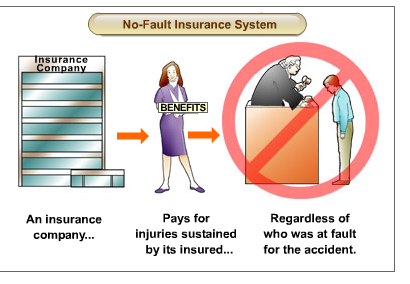 No-Fault Insurance System
Insurance
Company
BENEFITS
An insurance
company...
Pays for
injuries sustained
by its insured...
Regardless of
who was at fault
for the accident.